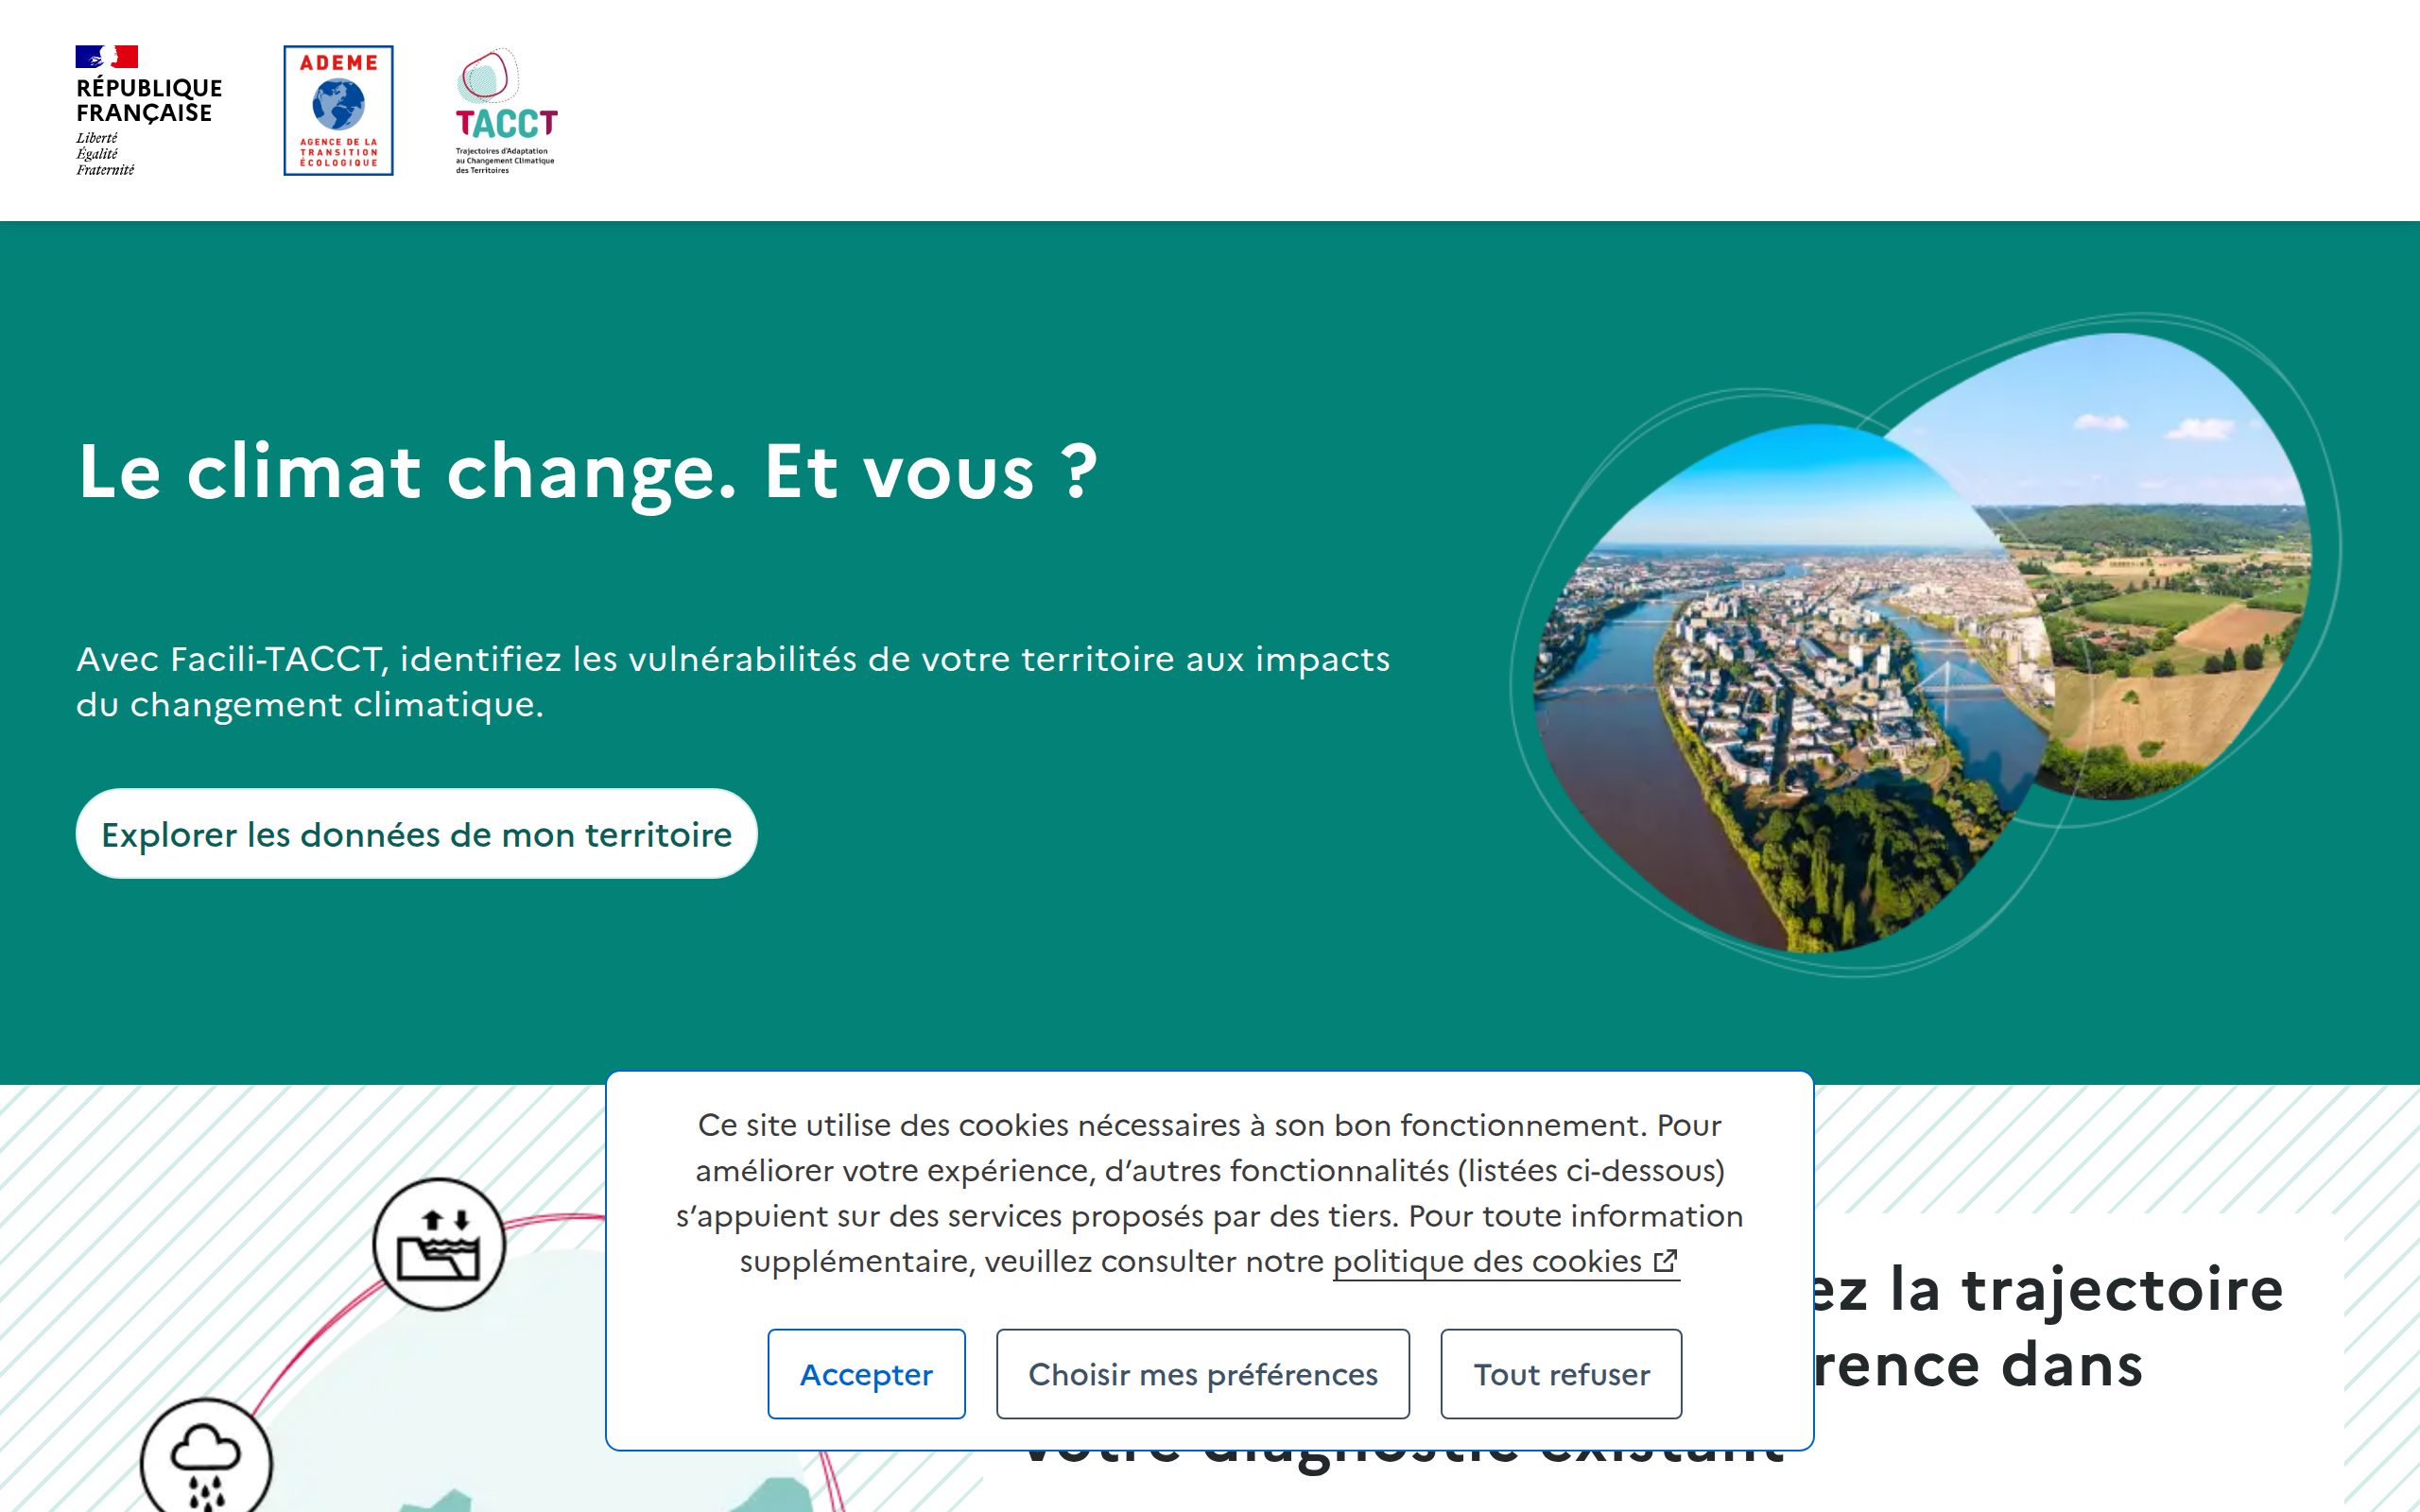 RÉPUBLIQUE
FRANÇAISE
Liberté
Égalité
Fraternité
ADEME
AGENCE DE LA
TRANSITION
ÉCOLOGIQUE
TACCT
Trajectoires d'Adaptation
au Changement Climatique
des Territoires
Le climat change. Et vous ?
Avec Facili-TACCT, identifiez les vulnérabilités de votre territoire aux impacts
du changement climatique.
Explorer les données de mon territoire
Ce site utilise des cookies nécessaires à son bon fonctionnement. Pour
améliorer votre expérience, d’autres fonctionnalités (listées ci-dessous)
s’appuient sur des services proposés par des tiers. Pour toute information
supplémentaire, veuillez consulter notre politique des cookies
Accepter
Choisir mes préférences
Tout refuser
ez la trajectoire
rence dans
votre diagnostic existant